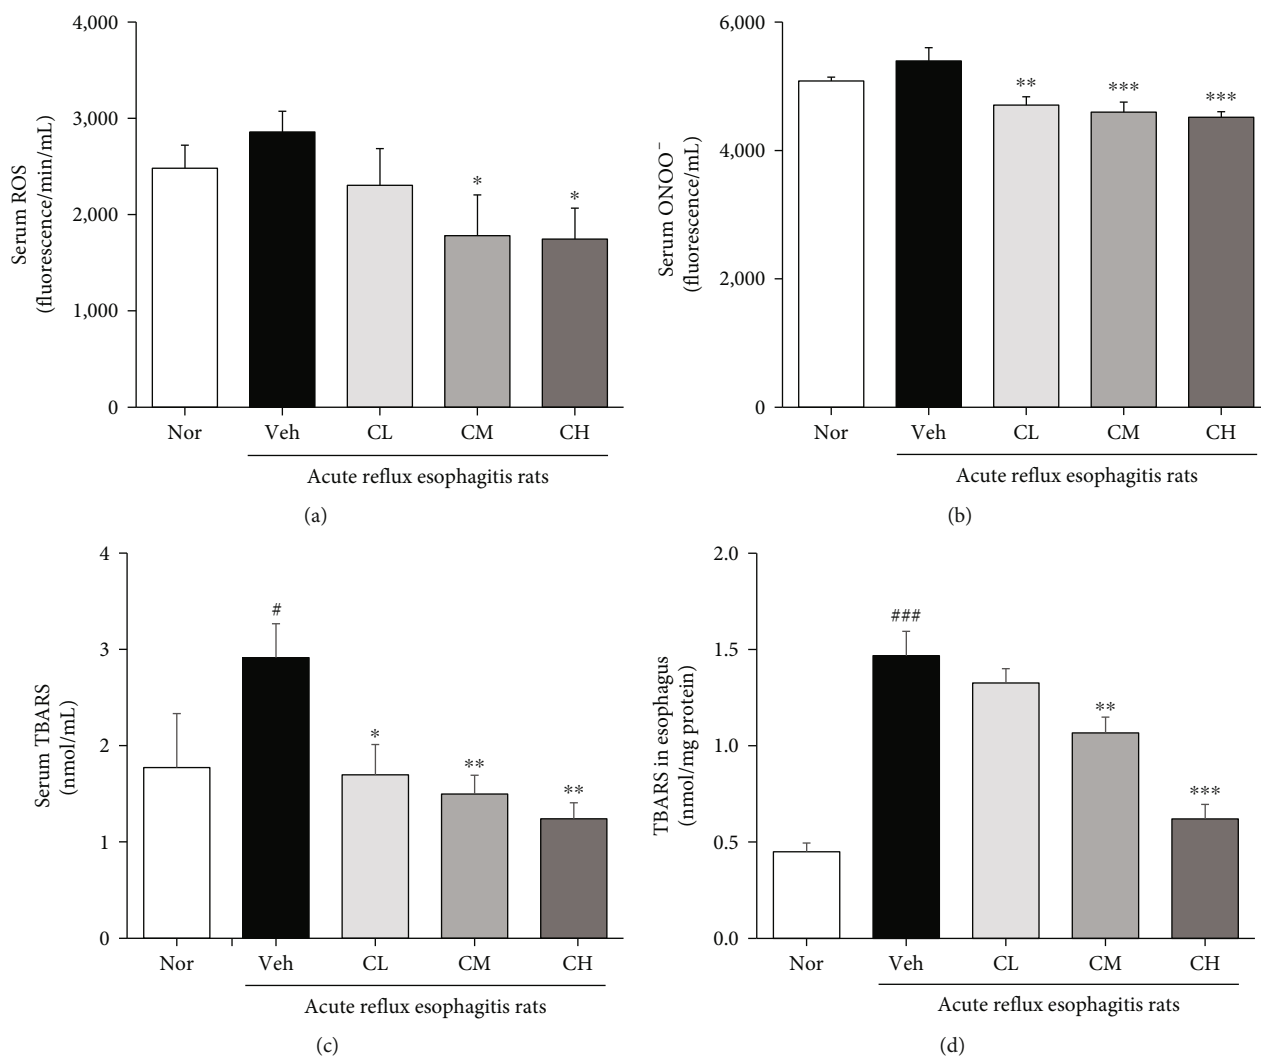 4,000
3,000
2,000
1,000
0
Serum ROS
(fluorescence/min/mL)
*
*
Nor Veh CL CM CH
Acute reflux esophagitis rats
(a)
6,000
4,000
2,000
0
Serum ONOO⁻
(fluorescence/mL)
**
***
***
Nor Veh CL CM CH
Acute reflux esophagitis rats
(b)
4
3
2
1
0
Serum TBARS
(nmol/mL)
#
*
**
**
Nor Veh CL CM CH
Acute reflux esophagitis rats
(c)
2.0
1.5
1.0
0.5
0.0
TBARS in esophagus
(nmol/mg protein)
###
**
***
Nor Veh CL CM CH
Acute reflux esophagitis rats
(d)